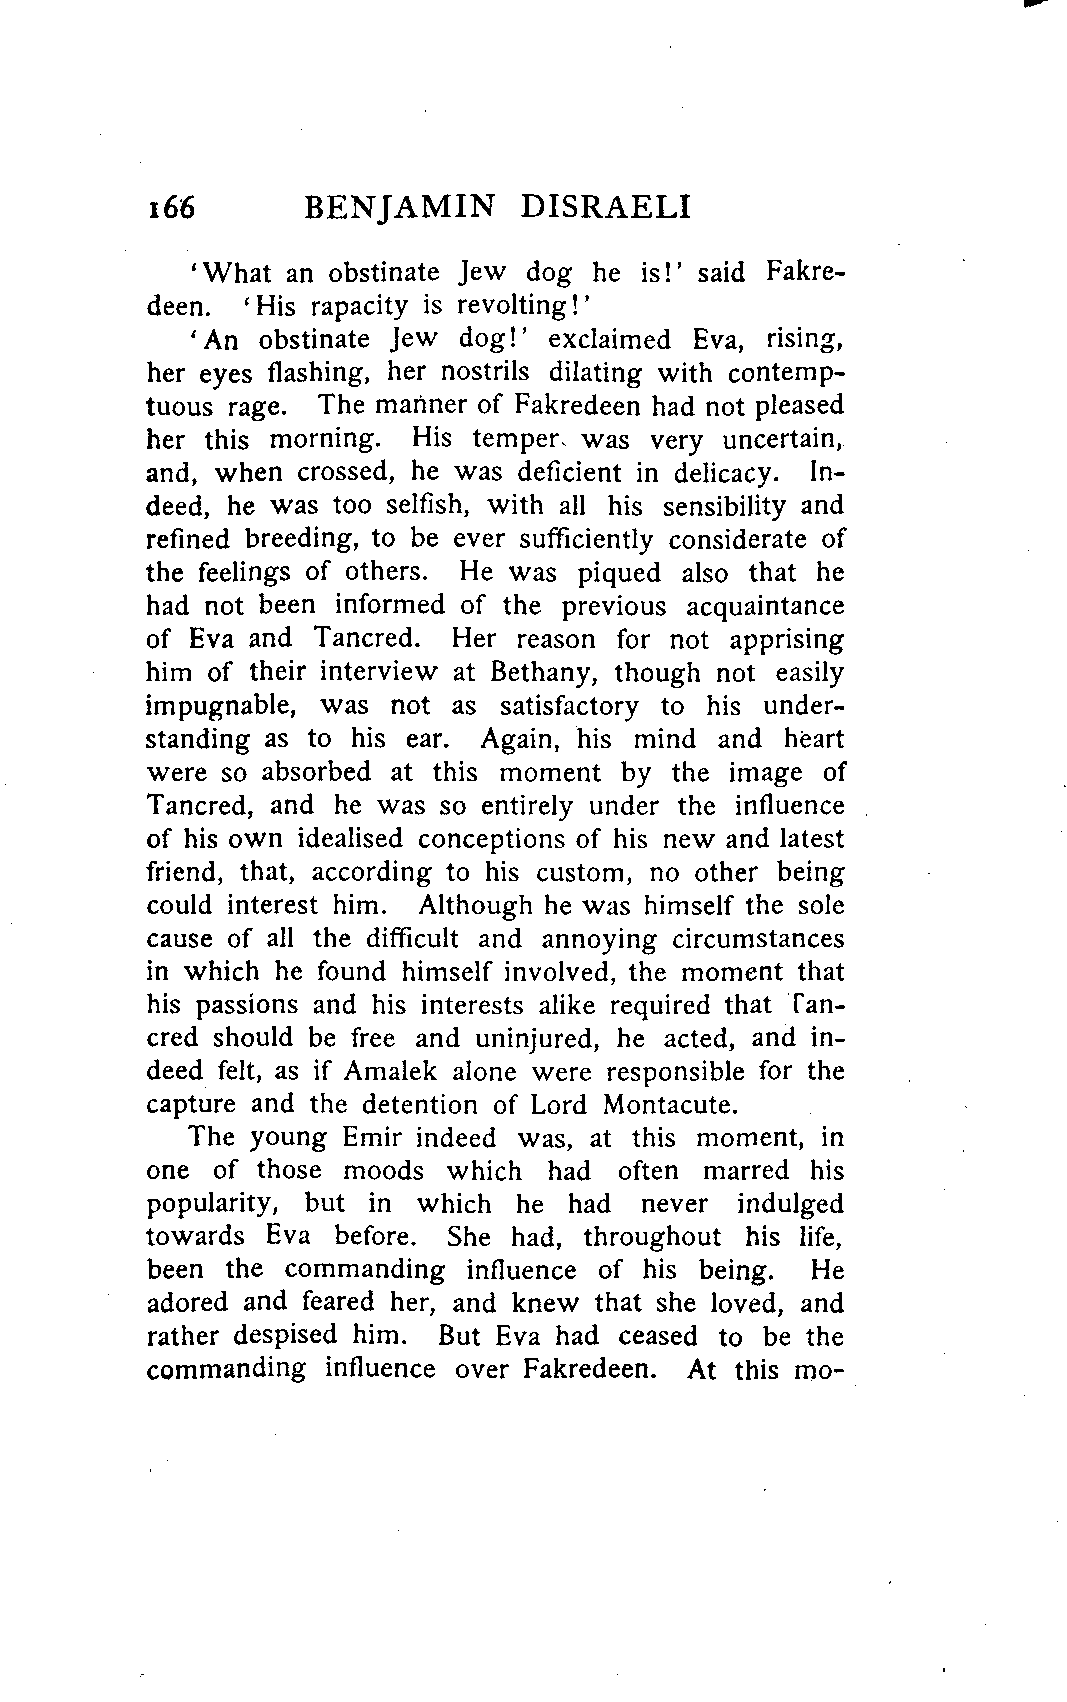 166 BENJAMIN DISRAELI
'What an obstinate Jew dog he is!' said Fakre-
deen. 'His rapacity is revolting!'
'An obstinate Jew dog!' exclaimed Eva, rising,
her eyes flashing, her nostrils dilating with contemp-
tuous rage. The manner of Fakredeen had not pleased
her this morning. His temper was very uncertain,
and, when crossed, he was deficient in delicacy. In-
deed, he was too selfish, with all his sensibility and
refined breeding, to be ever sufficiently considerate of
the feelings of others. He was piqued also that he
had not been informed of the previous acquaintance
of Eva and Tancred. Her reason for not apprising
him of their interview at Bethany, though not easily
impugnable, was not as satisfactory to his under-
standing as to his ear. Again, his mind and heart
were so absorbed at this moment by the image of
Tancred, and he was so entirely under the influence
of his own idealised conceptions of his new and latest
friend, that, according to his custom, no other being
could interest him. Although he was himself the sole
cause of all the difficult and annoying circumstances
in which he found himself involved, the moment that
his passions and his interests alike required that Tan-
cred should be free and uninjured, he acted, and in-
deed felt, as if Amalek alone were responsible for the
capture and the detention of Lord Montacute.
The young Emir indeed was, at this moment, in
one of those moods which had often marred his
popularity, but in which he had never indulged
towards Eva before. She had, throughout his life,
been the commanding influence of his being. He
adored and feared her, and knew that she loved, and
rather despised him. But Eva had ceased to be the
commanding influence over Fakredeen. At this mo-